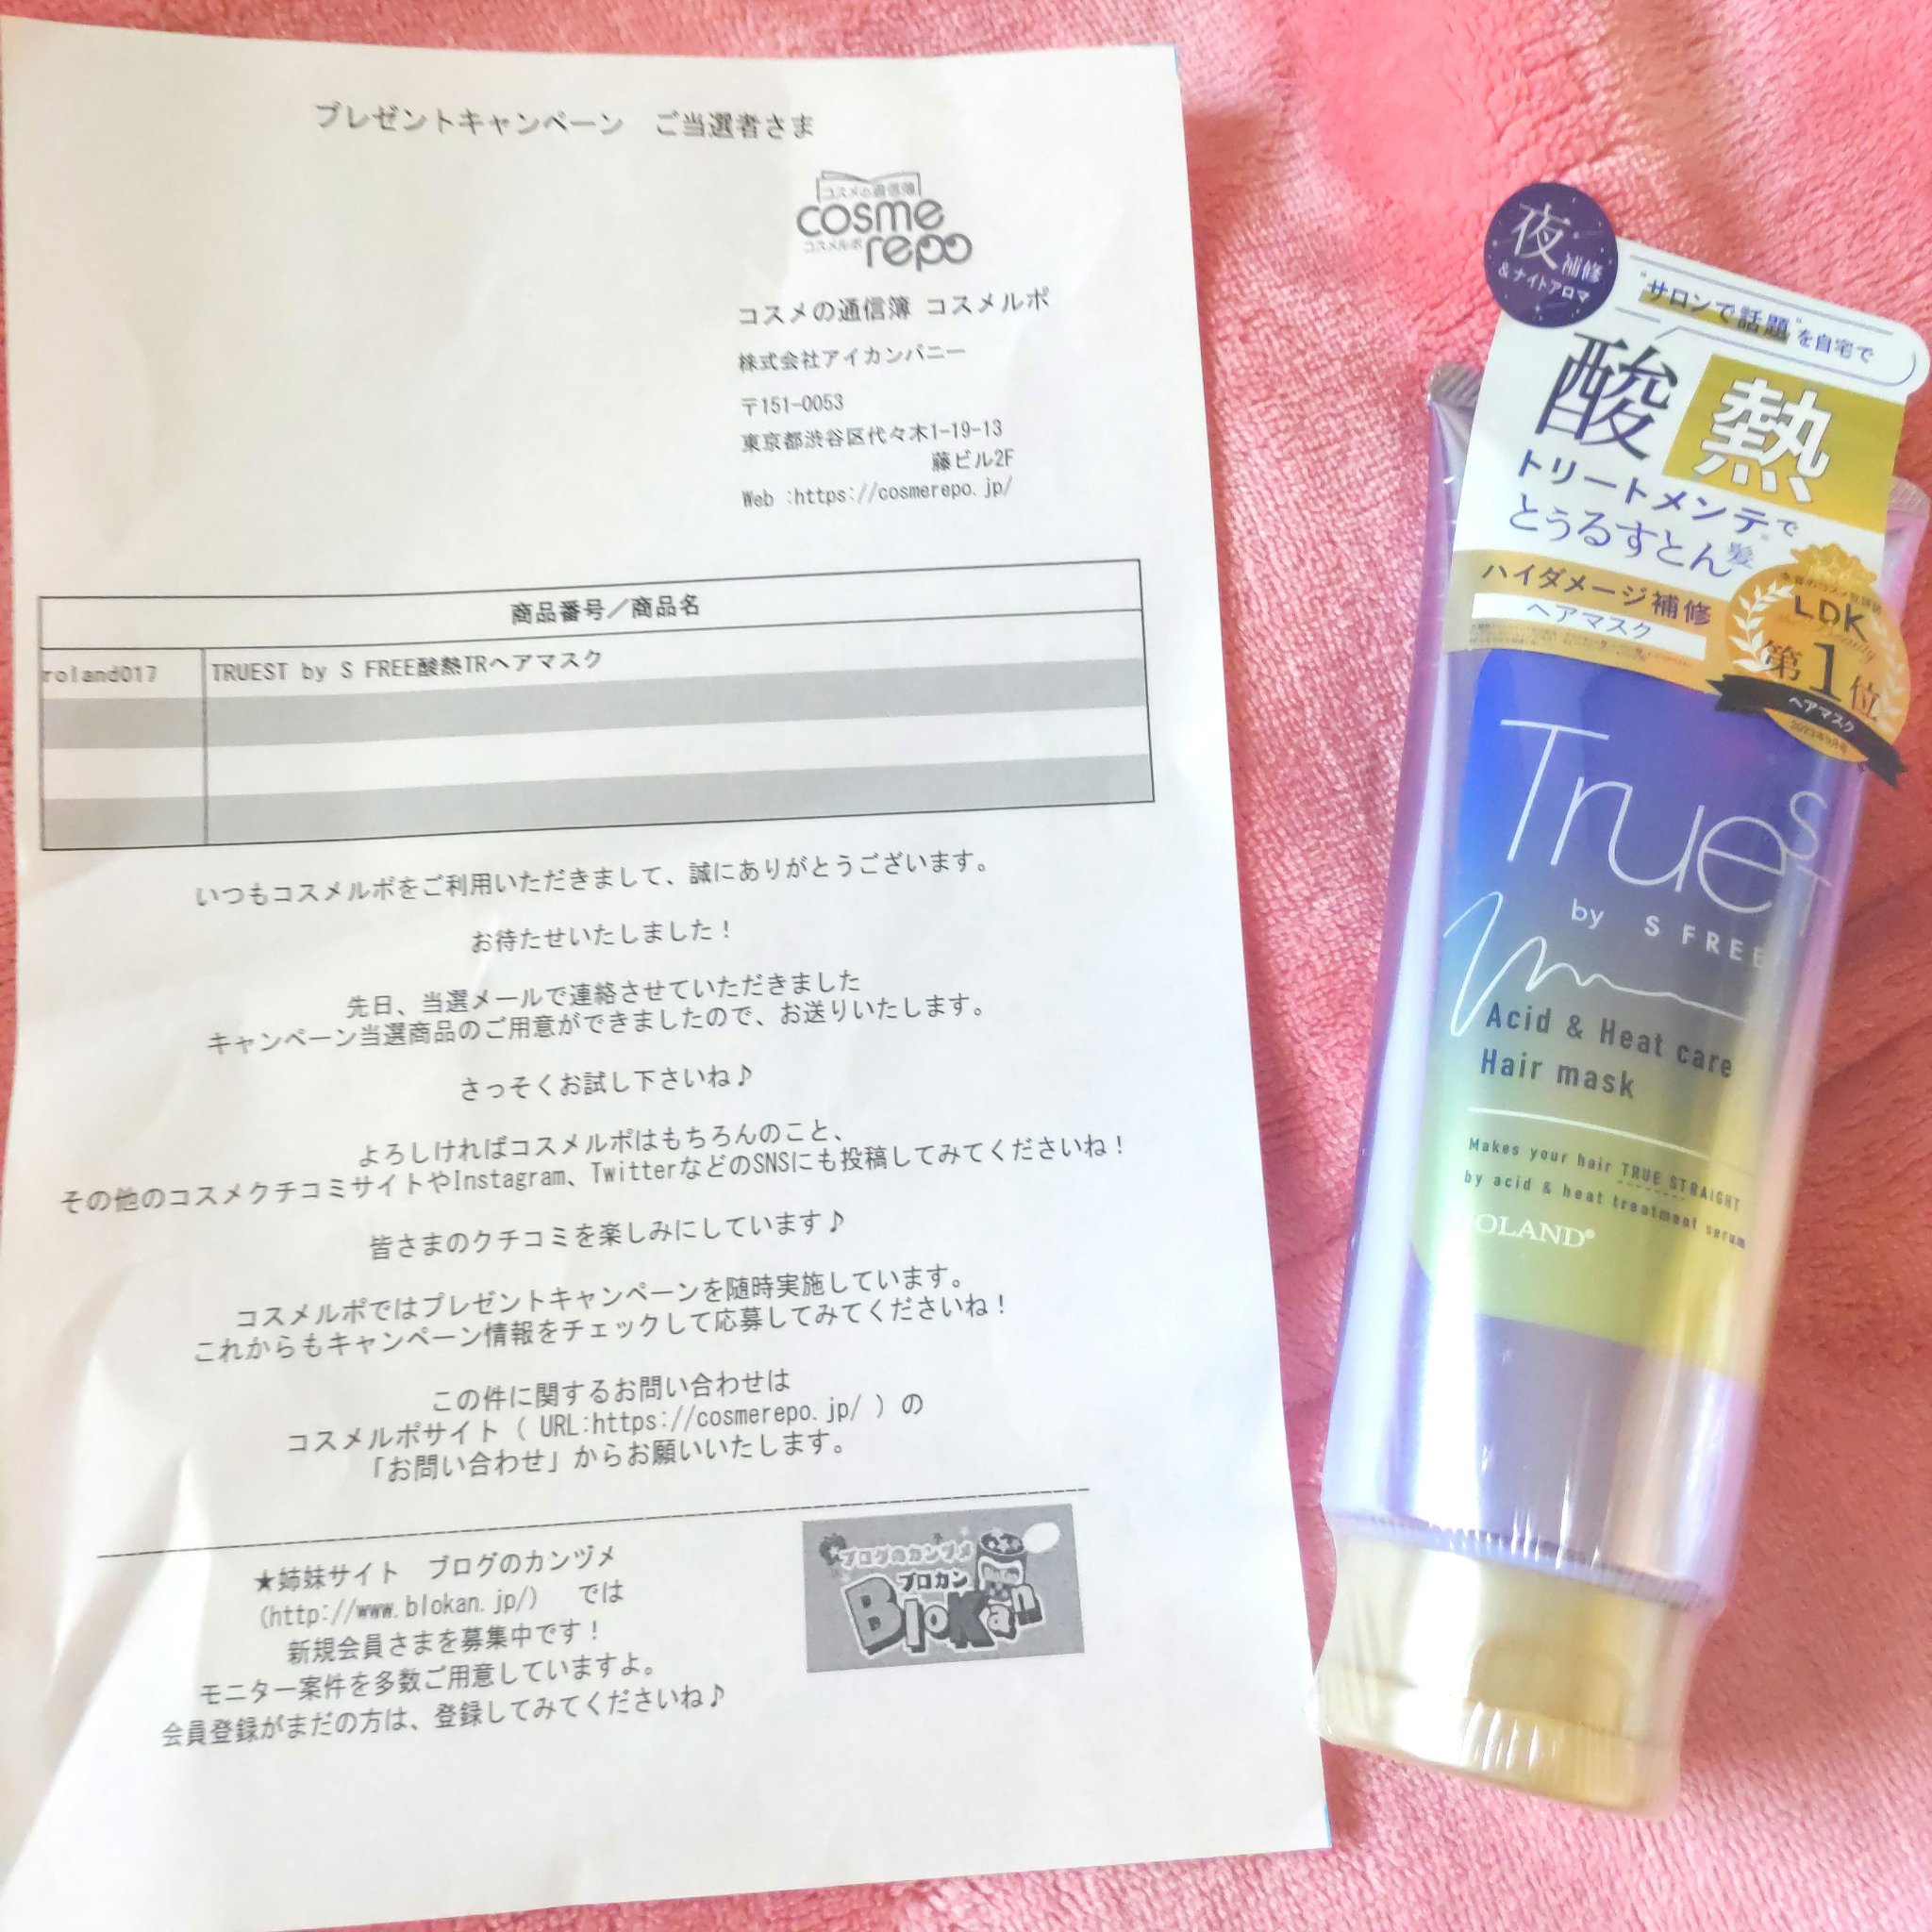 プレゼントキャンペーン ご当選者さま
コスメの通信簿
cosme
コスメルポ
repo
コスメの通信簿 コスメルポ
株式会社アイカンパニー
〒151-0053
東京都渋谷区代々木1-19-13
藤ビル2F
Web :https://cosmerepo.jp/
商品番号／商品名
roland017 TRUEST by S FREE酸熱TRヘアマスク
いつもコスメルポをご利用いただきまして、誠にありがとうございます。
お待たせいたしました！
先日、当選メールで連絡させていただきました
キャンペーン当選商品のご用意ができましたので、お送りいたします。
さっそくお試し下さいね♪
よろしければコスメルポはもちろんのこと、
その他のコスメクチコミサイトやInstagram、TwitterなどのSNSにも投稿してみてくださいね！
皆さまのクチコミを楽しみにしています♪
コスメルポではプレゼントキャンペーンを随時実施しています。
これからもキャンペーン情報をチェックして応募してみてくださいね！
この件に関するお問い合わせは
コスメルポサイト（ URL:https://cosmerepo.jp/ ）の
「お問い合わせ」からお願いいたします。
★姉妹サイト ブログのカンヅメ
(http://www.blokan.jp/) では
新規会員さまを募集中です！
モニター案件を多数ご用意していますよ。
会員登録がまだの方は、登録してみてくださいね♪
ブログのカンヅメ
ブロカン
BloKan
夜補修
&ナイトアロマ
"サロンで話題"を自宅で
酸熱
トリートメンテで
とぅるすとん髪
ハイダメージ補修
ヘアマスク
LDK
第1位
ヘアマスク
2023年9月号
TrueST
by S FREE
Acid & Heat care
Hair mask
Makes your hair TRUE STRAIGHT
by acid & heat treatment serum
OLAND®